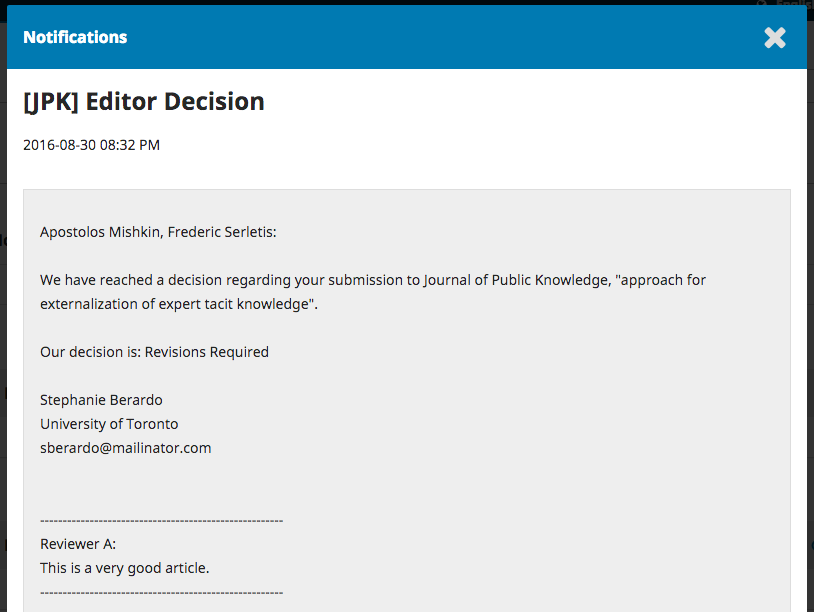 Notifications
[JPK] Editor Decision
2016-08-30 08:32 PM
Apostolos Mishkin, Frederic Serletis:
We have reached a decision regarding your submission to Journal of Public Knowledge, "approach for
externalization of expert tacit knowledge".
Our decision is: Revisions Required
Stephanie Berardo
University of Toronto
sberardo@mailinator.com
------------------------------------------------------
Reviewer A:
This is a very good article.
------------------------------------------------------